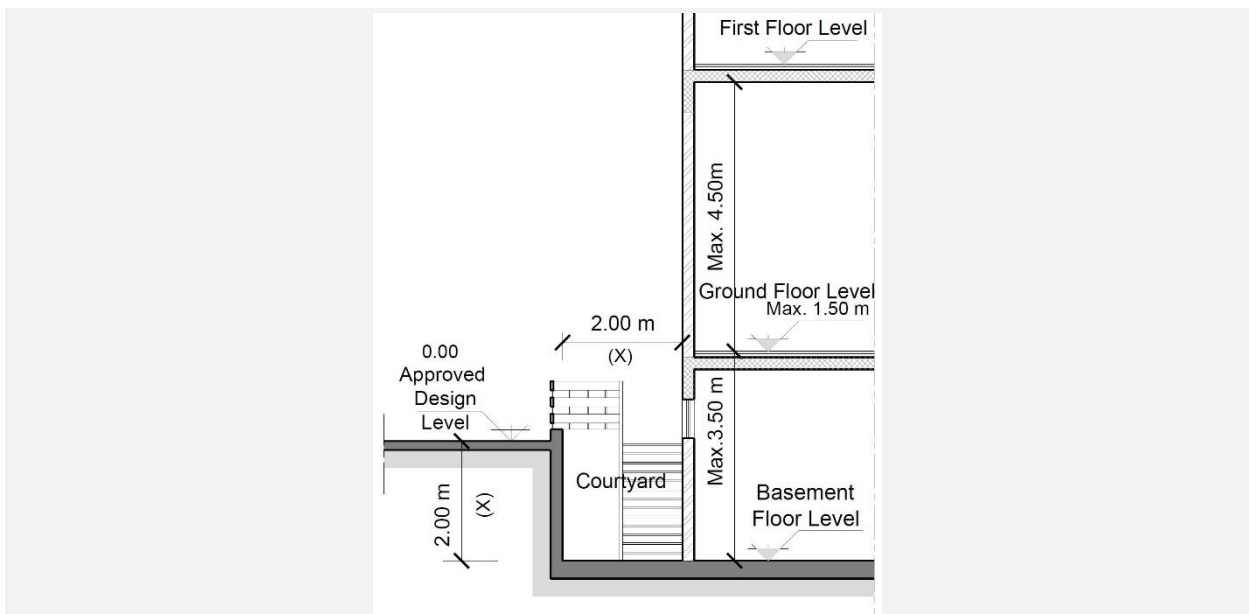 First Floor Level
Max. 4.50m
Ground Floor Level
Max. 1.50 m
2.00 m
(X)
0.00
Approved
Design
Level
Max.3.50 m
Courtyard
2.00 m
(X)
Basement
Floor Level